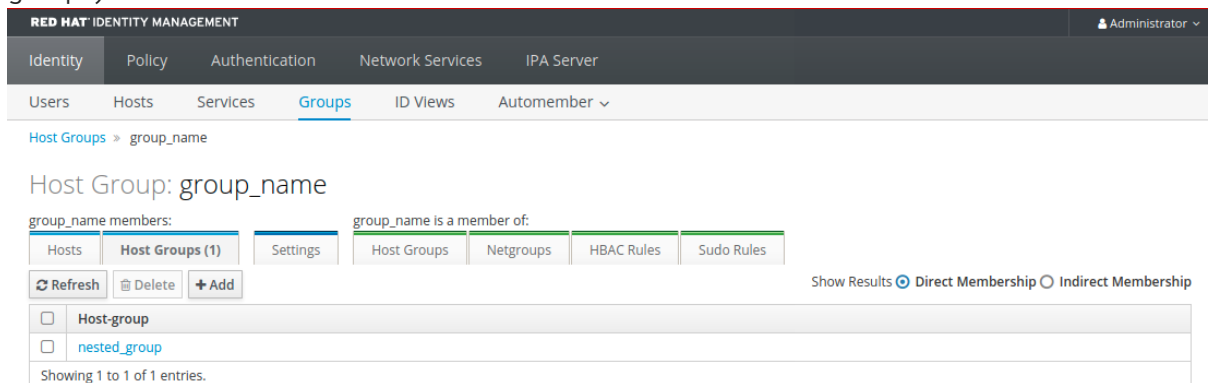 RED HAT® IDENTITY MANAGEMENT Administrator
Identity Policy Authentication Network Services IPA Server
Users Hosts Services Groups ID Views Automember
Host Groups » group_name
Host Group: group_name
group_name members: group_name is a member of:
Hosts Host Groups (1) Settings Host Groups Netgroups HBAC Rules Sudo Rules
Refresh Delete + Add Show Results Direct Membership Indirect Membership
Host-group
nested_group
Showing 1 to 1 of 1 entries.